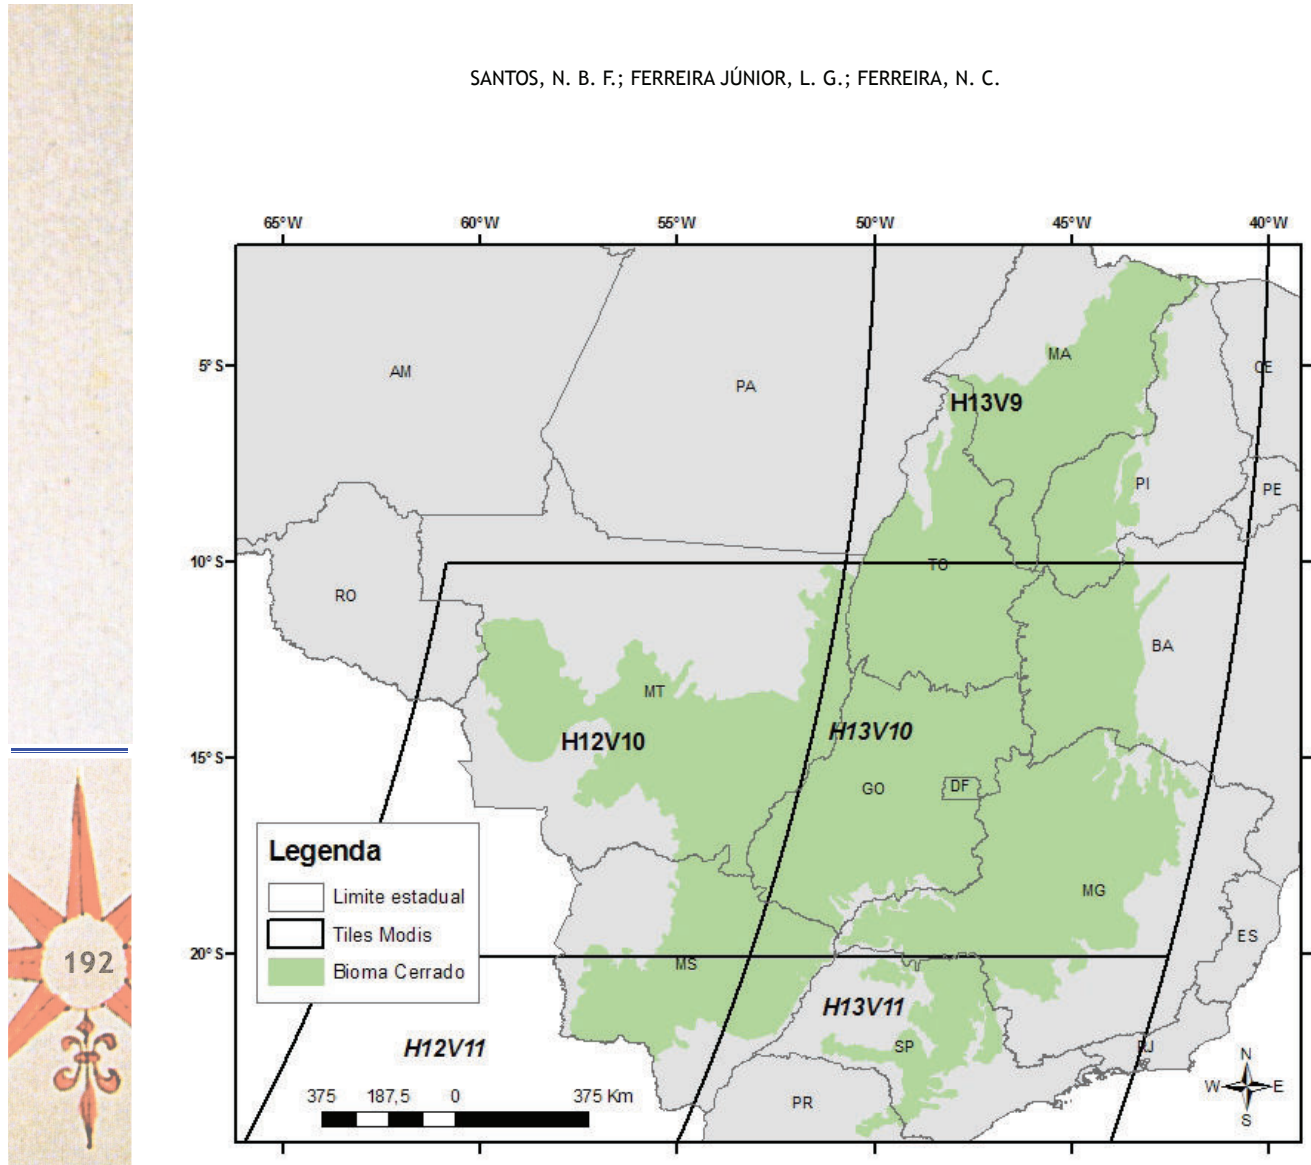 SANTOS, N. B. F.; FERREIRA JÚNIOR, L. G.; FERREIRA, N. C.
65°W 60°W 55°W 50°W 45°W 40°W
5°S
10°S
15°S
20°S
AM
PA
MA
CE
H13V9
PI
PE
TO
RO
BA
MT
H12V10
H13V10
GO
DF
MG
ES
MS
H13V11
SP
RJ
PR
H12V11
Legenda
Limite estadual
Tiles Modis
Bioma Cerrado
375 187,5 0 375 Km
N
W E
S
192